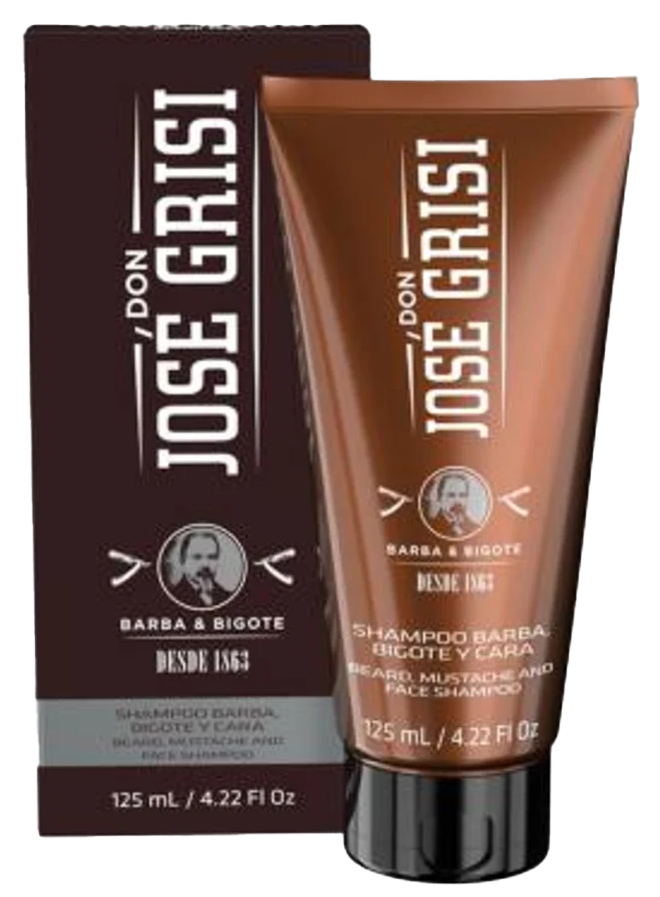 DON
JOSE GRISI
BARBA & BIGOTE
DESDE 1863
SHAMPOO BARBA,
BIGOTE Y CARA
BEARD, MUSTACHE AND
FACE SHAMPOO
125 mL / 4.22 Fl Oz
DON
JOSE GRISI
BARBA & BIGOTE
DESDE 1863
SHAMPOO BARBA,
BIGOTE Y CARA
BEARD, MUSTACHE AND
FACE SHAMPOO
125 mL / 4.22 Fl Oz